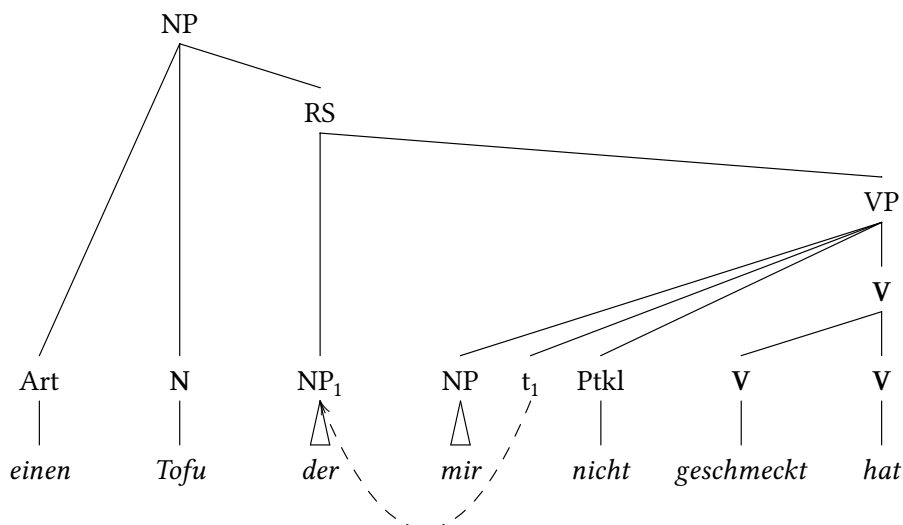 NP
RS
VP
V
Art N NP₁ NP t₁ Ptkl V V
einen Tofu der mir nicht geschmeckt hat